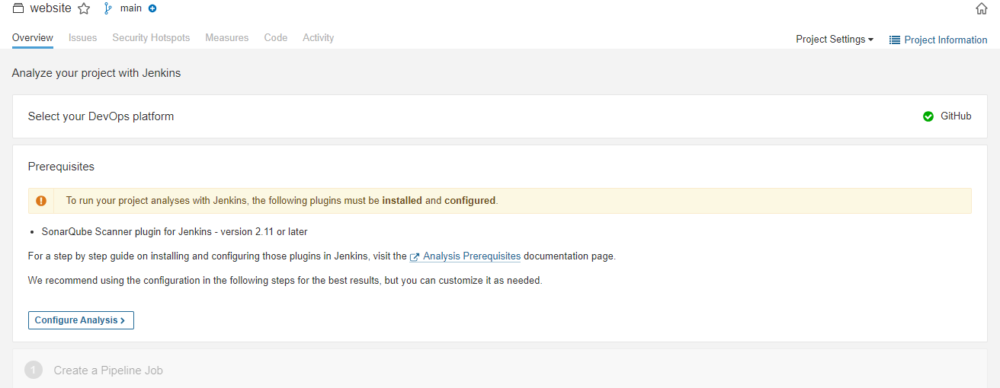 website main
Overview Issues Security Hotspots Measures Code Activity Project Settings Project Information
Analyze your project with Jenkins
Select your DevOps platform GitHub
Prerequisites
To run your project analyses with Jenkins, the following plugins must be installed and configured.
SonarQube Scanner plugin for Jenkins - version 2.11 or later
For a step by step guide on installing and configuring those plugins in Jenkins, visit the Analysis Prerequisites documentation page.
We recommend using the configuration in the following steps for the best results, but you can customize it as needed.
Configure Analysis
1 Create a Pipeline Job